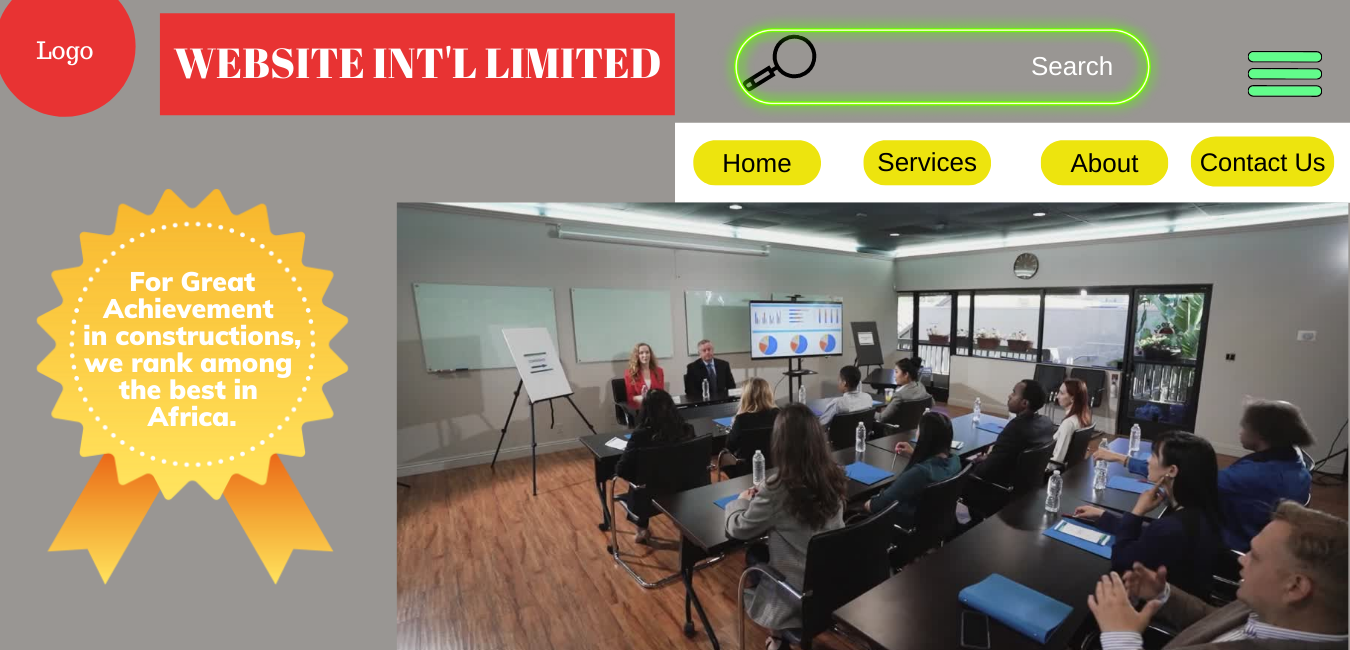 Logo
WEBSITE INT'L LIMITED
Search
Home
Services
About
Contact Us
For Great
Achievement
in constructions,
we rank among
the best in
Africa.